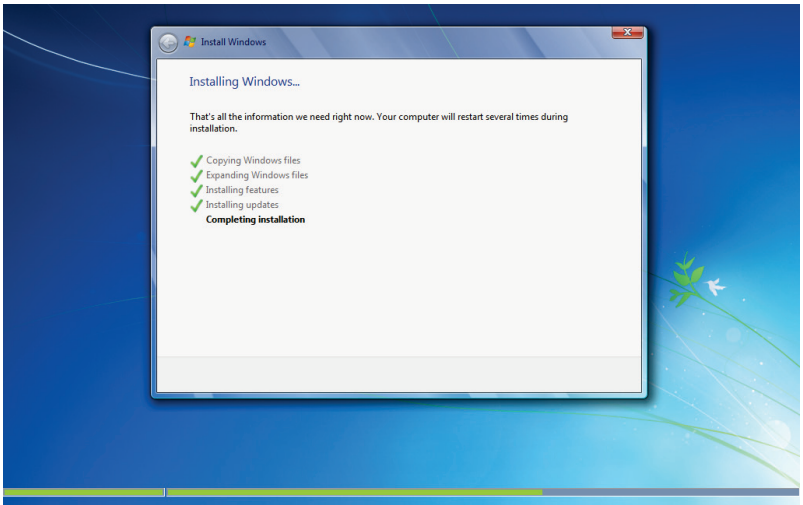 Install Windows
Installing Windows...
That's all the information we need right now. Your computer will restart several times during
installation.
Copying Windows files
Expanding Windows files
Installing features
Installing updates
Completing installation